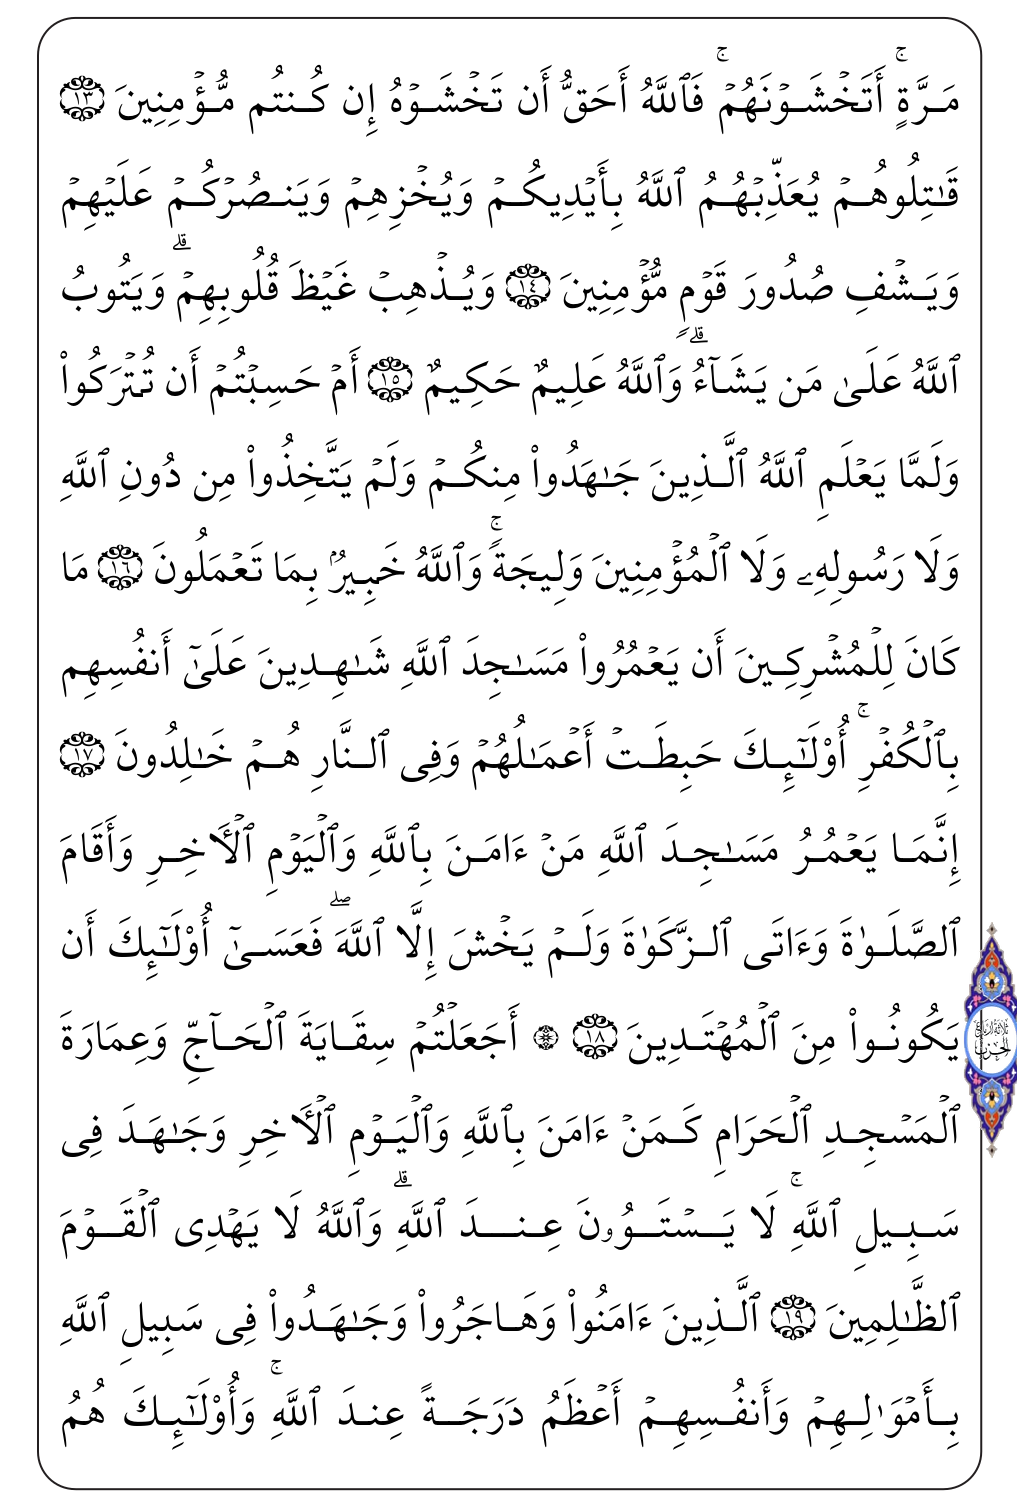 مَرَّةٍۚ أَتَخۡشَوۡنَهُمۡۚ فَٱللَّهُ أَحَقُّ أَن تَخۡشَوۡهُ إِن كُنتُم مُّؤۡمِنِينَ ١٣
قَٰتِلُوهُمۡ يُعَذِّبۡهُمُ ٱللَّهُ بِأَيۡدِيكُمۡ وَيُخۡزِهِمۡ وَيَنصُرۡكُمۡ عَلَيۡهِمۡ
وَيَشۡفِ صُدُورَ قَوۡمٖ مُّؤۡمِنِينَ ١٤ وَيُذۡهِبۡ غَيۡظَ قُلُوبِهِمۡۗ وَيَتُوبُ
ٱللَّهُ عَلَىٰ مَن يَشَآءُۗ وَٱللَّهُ عَلِيمٌ حَكِيمٌ ١٥ أَمۡ حَسِبۡتُمۡ أَن تُتۡرَكُواْ
وَلَمَّا يَعۡلَمِ ٱللَّهُ ٱلَّذِينَ جَٰهَدُواْ مِنكُمۡ وَلَمۡ يَتَّخِذُواْ مِن دُونِ ٱللَّهِ
وَلَا رَسُولِهِۦ وَلَا ٱلۡمُؤۡمِنِينَ وَلِيجَةٗۚ وَٱللَّهُ خَبِيرُۢ بِمَا تَعۡمَلُونَ ١٦ مَا
كَانَ لِلۡمُشۡرِكِينَ أَن يَعۡمُرُواْ مَسَٰجِدَ ٱللَّهِ شَٰهِدِينَ عَلَىٰٓ أَنفُسِهِم
بِٱلۡكُفۡرِۚ أُوْلَٰٓئِكَ حَبِطَتۡ أَعۡمَٰلُهُمۡ وَفِي ٱلنَّارِ هُمۡ خَٰلِدُونَ ١٧
إِنَّمَا يَعۡمُرُ مَسَٰجِدَ ٱللَّهِ مَنۡ ءَامَنَ بِٱللَّهِ وَٱلۡيَوۡمِ ٱلۡأٓخِرِ وَأَقَامَ
ٱلصَّلَوٰةَ وَءَاتَى ٱلزَّكَوٰةَ وَلَمۡ يَخۡشَ إِلَّا ٱللَّهَۖ فَعَسَىٰٓ أُوْلَٰٓئِكَ أَن
يَكُونُواْ مِنَ ٱلۡمُهۡتَدِينَ ١٨ ۞ أَجَعَلۡتُمۡ سِقَايَةَ ٱلۡحَآجِّ وَعِمَارَةَ
ثلاثة أرباع الحزب
ٱلۡمَسۡجِدِ ٱلۡحَرَامِ كَمَنۡ ءَامَنَ بِٱللَّهِ وَٱلۡيَوۡمِ ٱلۡأٓخِرِ وَجَٰهَدَ فِي
سَبِيلِ ٱللَّهِۚ لَا يَسۡتَوُۥنَ عِندَ ٱللَّهِۗ وَٱللَّهُ لَا يَهۡدِي ٱلۡقَوۡمَ
ٱلظَّٰلِمِينَ ١٩ ٱلَّذِينَ ءَامَنُواْ وَهَاجَرُواْ وَجَٰهَدُواْ فِي سَبِيلِ ٱللَّهِ
بِأَمۡوَٰلِهِمۡ وَأَنفُسِهِمۡ أَعۡظَمُ دَرَجَةً عِندَ ٱللَّهِۚ وَأُوْلَٰٓئِكَ هُمُ